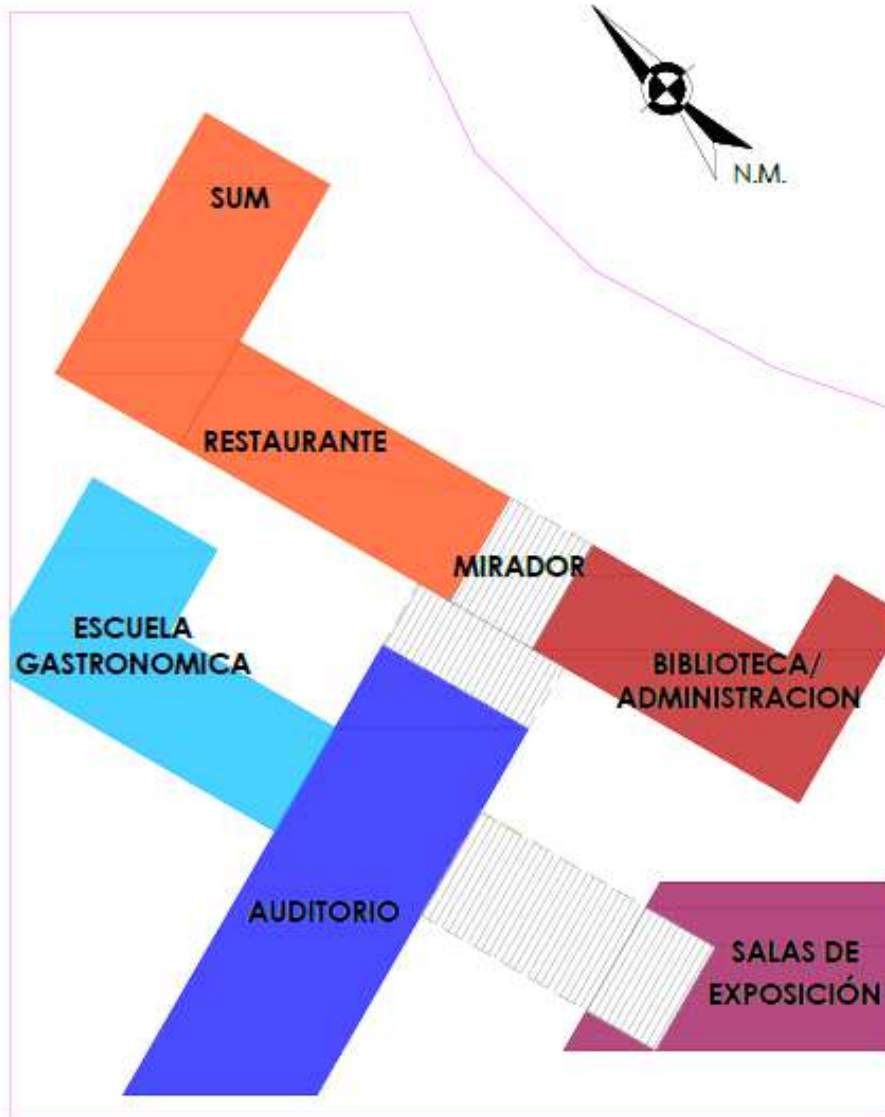 N.M.
SUM
RESTAURANTE
MIRADOR
ESCUELA
GASTRONOMICA
BIBLIOTECA/
ADMINISTRACION
AUDITORIO
SALAS DE
EXPOSICIÓN